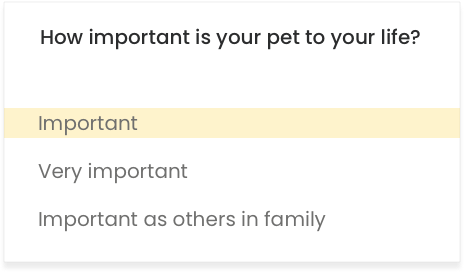 How important is your pet to your life?
Important
Very important
Important as others in family